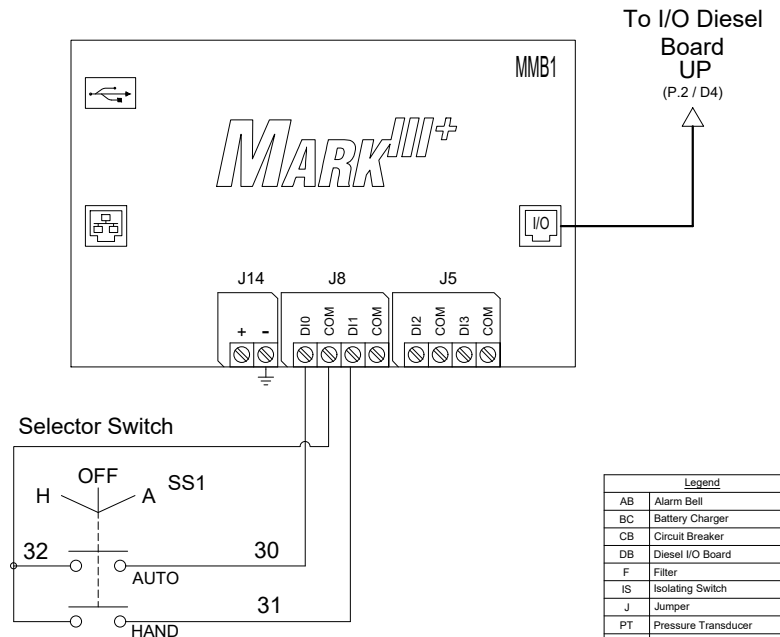 To I/O Diesel
Board
UP
(P.2 / D4)
MMB1
MARK III+
I/O
J14
J8
J5
+ - DI0 COM DI1 COM DI2 COM DI3 COM
Selector Switch
OFF
H A SS1
32 30
AUTO
31
HAND
Legend
AB Alarm Bell
BC Battery Charger
CB Circuit Breaker
DB Diesel I/O Board
F Filter
IS Isolating Switch
J Jumper
PT Pressure Transducer